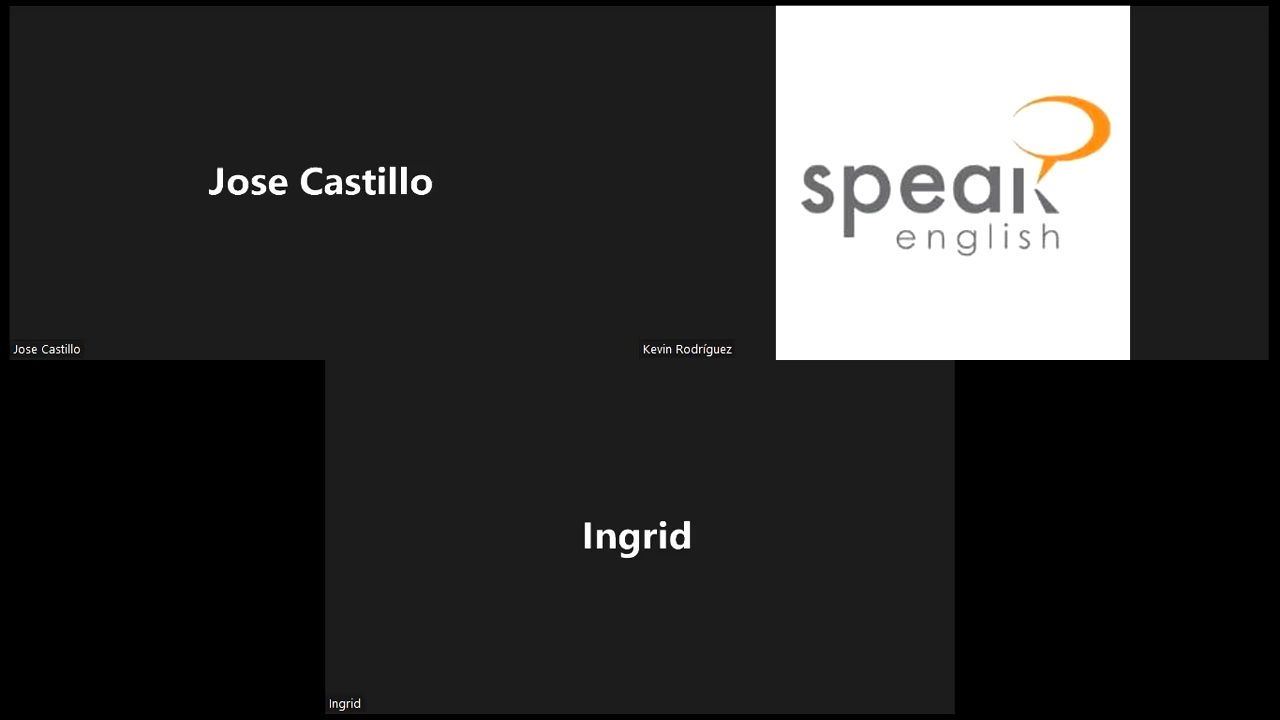 Jose Castillo
speak
english
Jose Castillo
Kevin Rodríguez
Ingrid
Ingrid